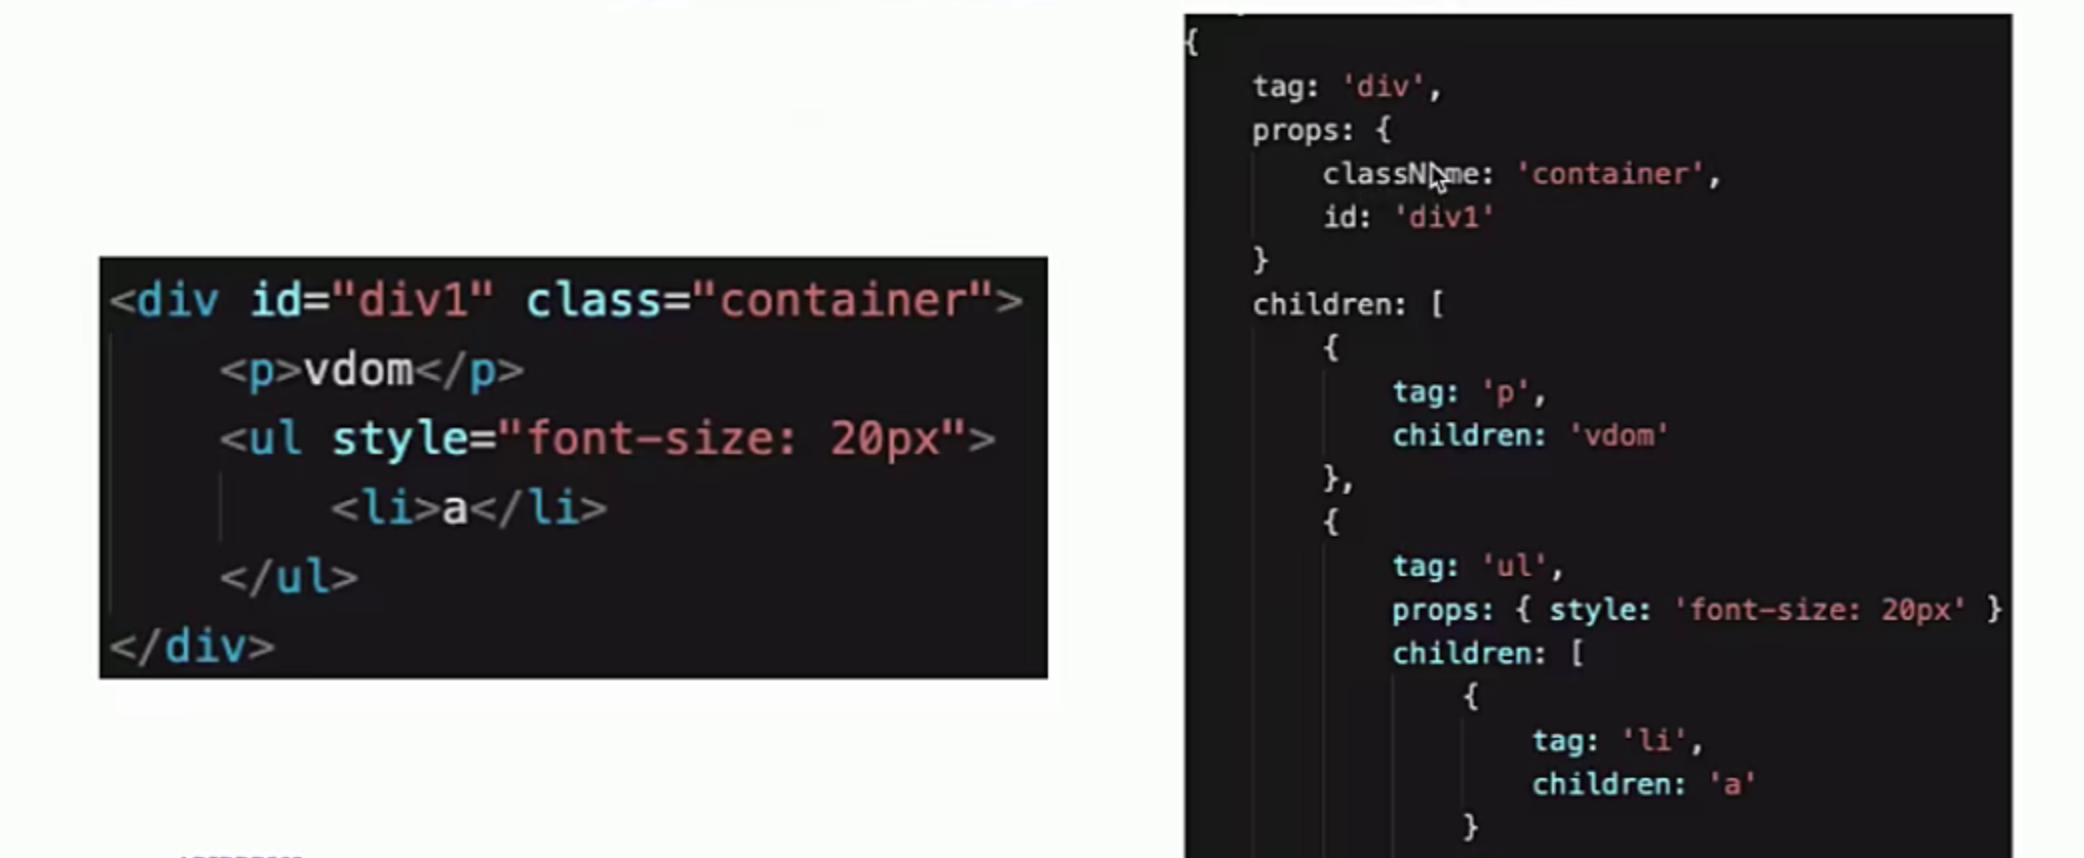 <div id="div1" class="container">
    <p>vdom</p>
    <ul style="font-size: 20px">
        <li>a</li>
    </ul>
</div>
{
    tag: 'div',
    props: {
        className: 'container',
        id: 'div1'
    }
    children: [
        {
            tag: 'p',
            children: 'vdom'
        },
        {
            tag: 'ul',
            props: { style: 'font-size: 20px' }
            children: [
                {
                    tag: 'li',
                    children: 'a'
                }